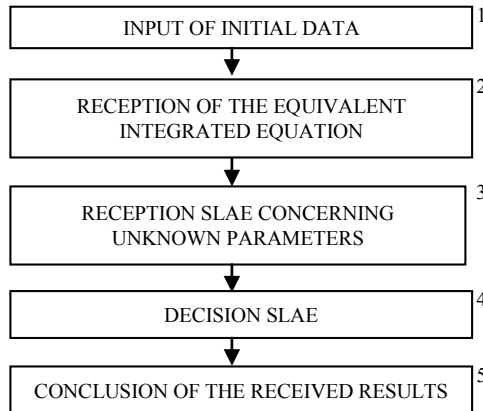 1
INPUT OF INITIAL DATA
2
RECEPTION OF THE EQUIVALENT
INTEGRATED EQUATION
3
RECEPTION SLAE CONCERNING
UNKNOWN PARAMETERS
4
DECISION SLAE
5
CONCLUSION OF THE RECEIVED RESULTS